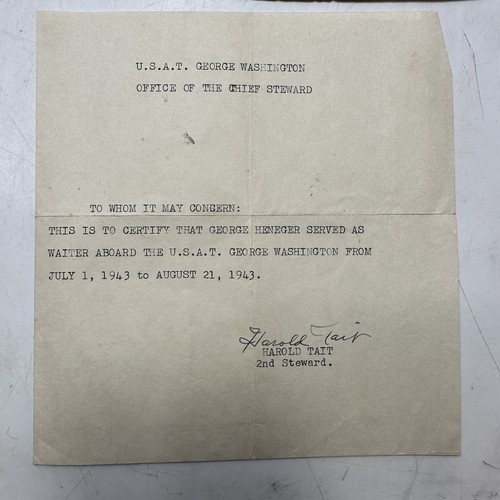 U.S.A.T. GEORGE WASHINGTON
OFFICE OF THE CHIEF STEWARD
TO WHOM IT MAY CONSERN:
THIS IS TO CERTIFY THAT GEORGE HENEGER SERVED AS
WAITER ABOARD THE U.S.A.T. GEORGE WASHINGTON FROM
JULY 1, 1943 to AUGUST 21, 1943.
Harold Tait
HAROLD TAIT
2nd Steward.